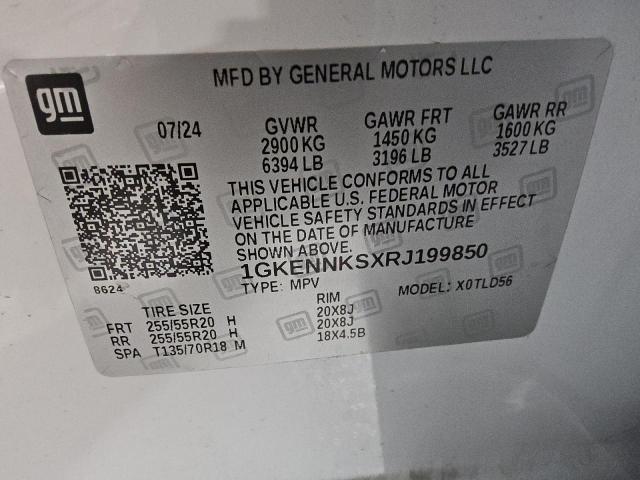 MFD BY GENERAL MOTORS LLC
gm
07/24
GVWR GAWR FRT GAWR RR
2900 KG 1450 KG 1600 KG
6394 LB 3196 LB 3527 LB
THIS VEHICLE CONFORMS TO ALL
APPLICABLE U.S. FEDERAL MOTOR
VEHICLE SAFETY STANDARDS IN EFFECT
ON THE DATE OF MANUFACTURE
SHOWN ABOVE.
8624
1GKENNKSXRJ199850
TYPE: MPV MODEL: X0TLD56
TIRE SIZE RIM
FRT 255/55R20 H 20X8J
RR 255/55R20 H 20X8J
SPA T135/70R18 M 18X4.5B